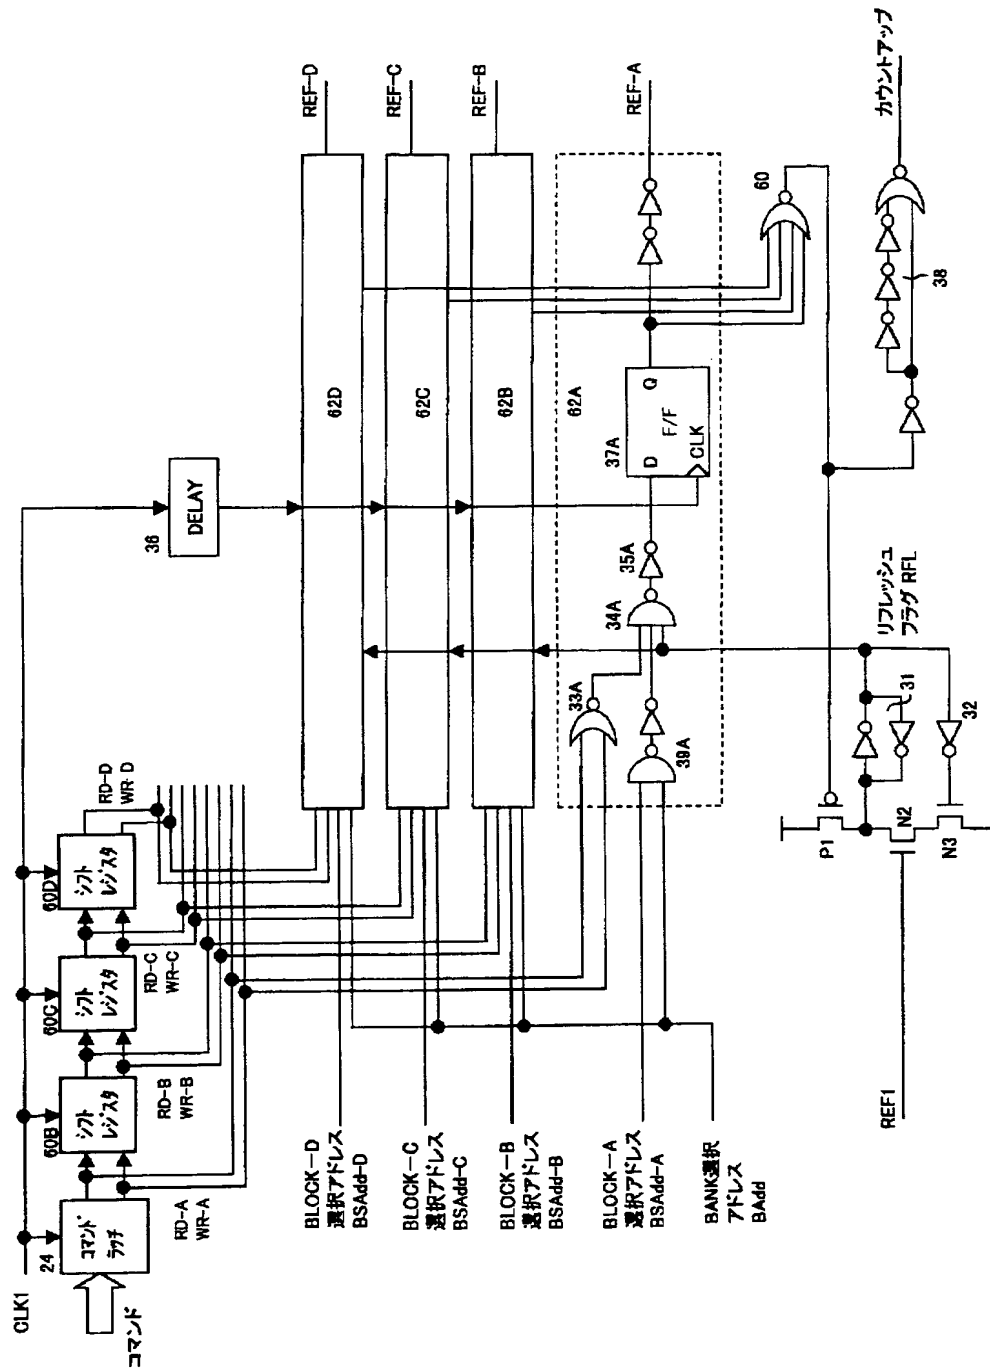 CLK1
24
コマンド
ラッチ
コマンド
60B
シフト
レジスタ
60C
シフト
レジスタ
60D
シフト
レジスタ
RD-A
WR-A
RD-B
WR-B
RD-C
WR-C
RD-D
WR-D
36
DELAY
BLOCK-D
選択アドレス
BSAdd-D
BLOCK-C
選択アドレス
BSAdd-C
BLOCK-B
選択アドレス
BSAdd-B
BLOCK-A
選択アドレス
BSAdd-A
BANK選択
アドレス
BAdd
62D
62C
62B
62A
REF-D
REF-C
REF-B
REF-A
33A
39A
34A
35A
37A
D
Q
F/F
CLK
60
カウントアップ
38
リフレッシュ
フラグ RFL
31
32
P1
N2
N3
REF1